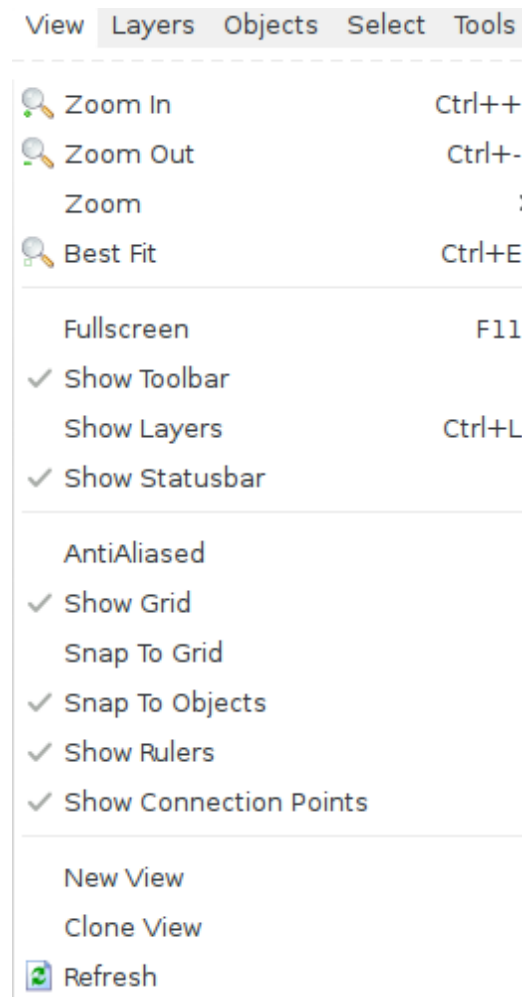 View Layers Objects Select Tools
Zoom In Ctrl++
Zoom Out Ctrl+-
Zoom
Best Fit Ctrl+E
Fullscreen F11
Show Toolbar
Show Layers Ctrl+L
Show Statusbar
AntiAliased
Show Grid
Snap To Grid
Snap To Objects
Show Rulers
Show Connection Points
New View
Clone View
Refresh